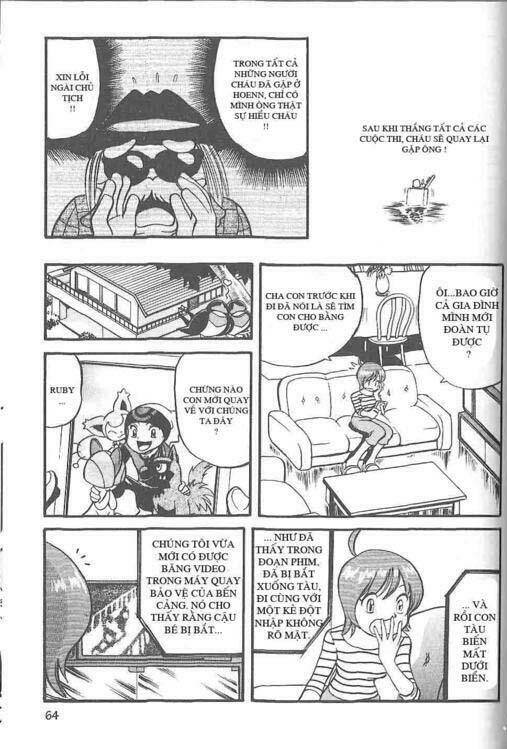 XIN LỖI
NGÀI CHỦ
TỊCH
!!
TRONG TẤT CẢ
NHỮNG NGƯỜI
CHÁU ĐÃ GẶP Ở
HOENN, CHỈ CÓ
MÌNH ÔNG THẬT
SỰ HIỂU CHÁU
!!
SAU KHI THẮNG TẤT CẢ CÁC
CUỘC THI, CHÁU SẼ QUAY LẠI
GẶP ÔNG !
CHA CON TRƯỚC KHI
ĐI ĐÃ NÓI LÀ SẼ TÌM
CON CHO BẰNG
ĐƯỢC ...
ÔI...BAO GIỜ
CẢ GIA ĐÌNH
MÌNH MỚI
ĐOÀN TỤ
ĐƯỢC
?
RUBY
...
CHỪNG NÀO
CON MỚI QUAY
VỀ VỚI CHÚNG
TA ĐÂY
?
CHÚNG TÔI VỪA
MỚI CÓ ĐƯỢC
BĂNG VIDEO
TRONG MÁY QUAY
BẢO VỆ CỦA BẾN
CẢNG. NÓ CHO
THẤY RẰNG CẬU
BÉ BỊ BẮT...
... NHƯ ĐÃ
THẤY TRONG
ĐOẠN PHIM,
ĐÃ BỊ BẮT
XUỐNG TÀU,
ĐI CÙNG VỚI
MỘT KẺ ĐỘT
NHẬP KHÔNG
RÕ MẶT.
... VÀ
RỒI CON
TÀU
BIẾN
MẤT
DƯỚI
BIỂN.
64